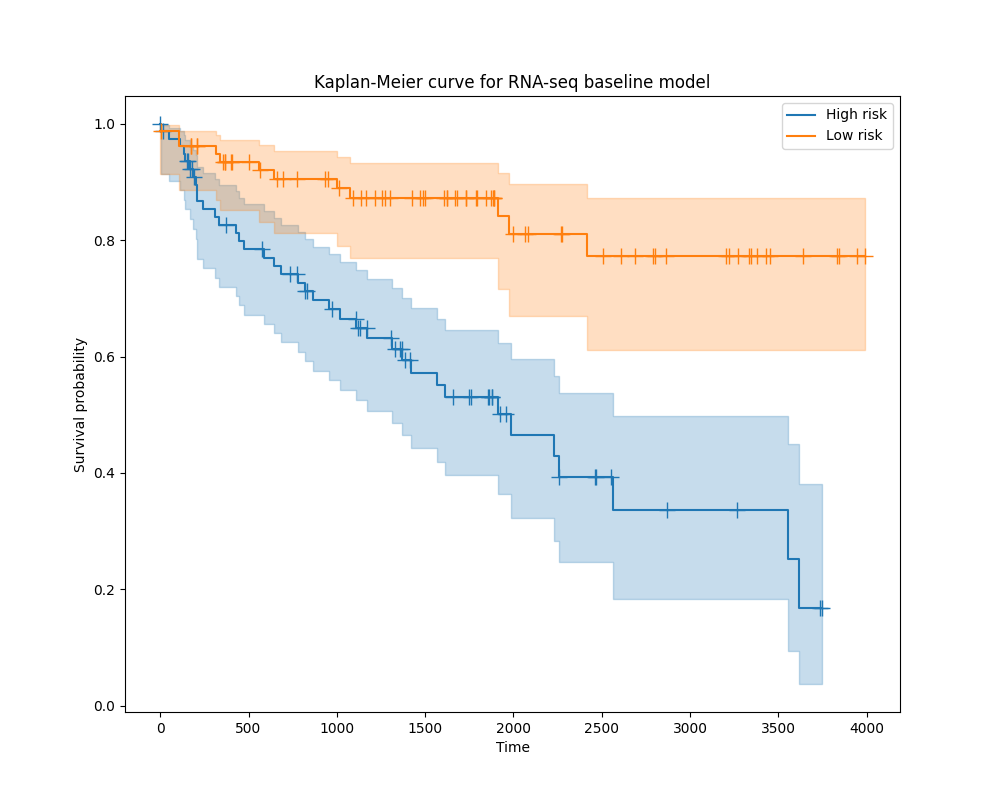 Kaplan-Meier curve for RNA-seq baseline model
High risk
Low risk
1.0
0.8
0.6
0.4
0.2
0.0
Survival probability
0 500 1000 1500 2000 2500 3000 3500 4000
Time